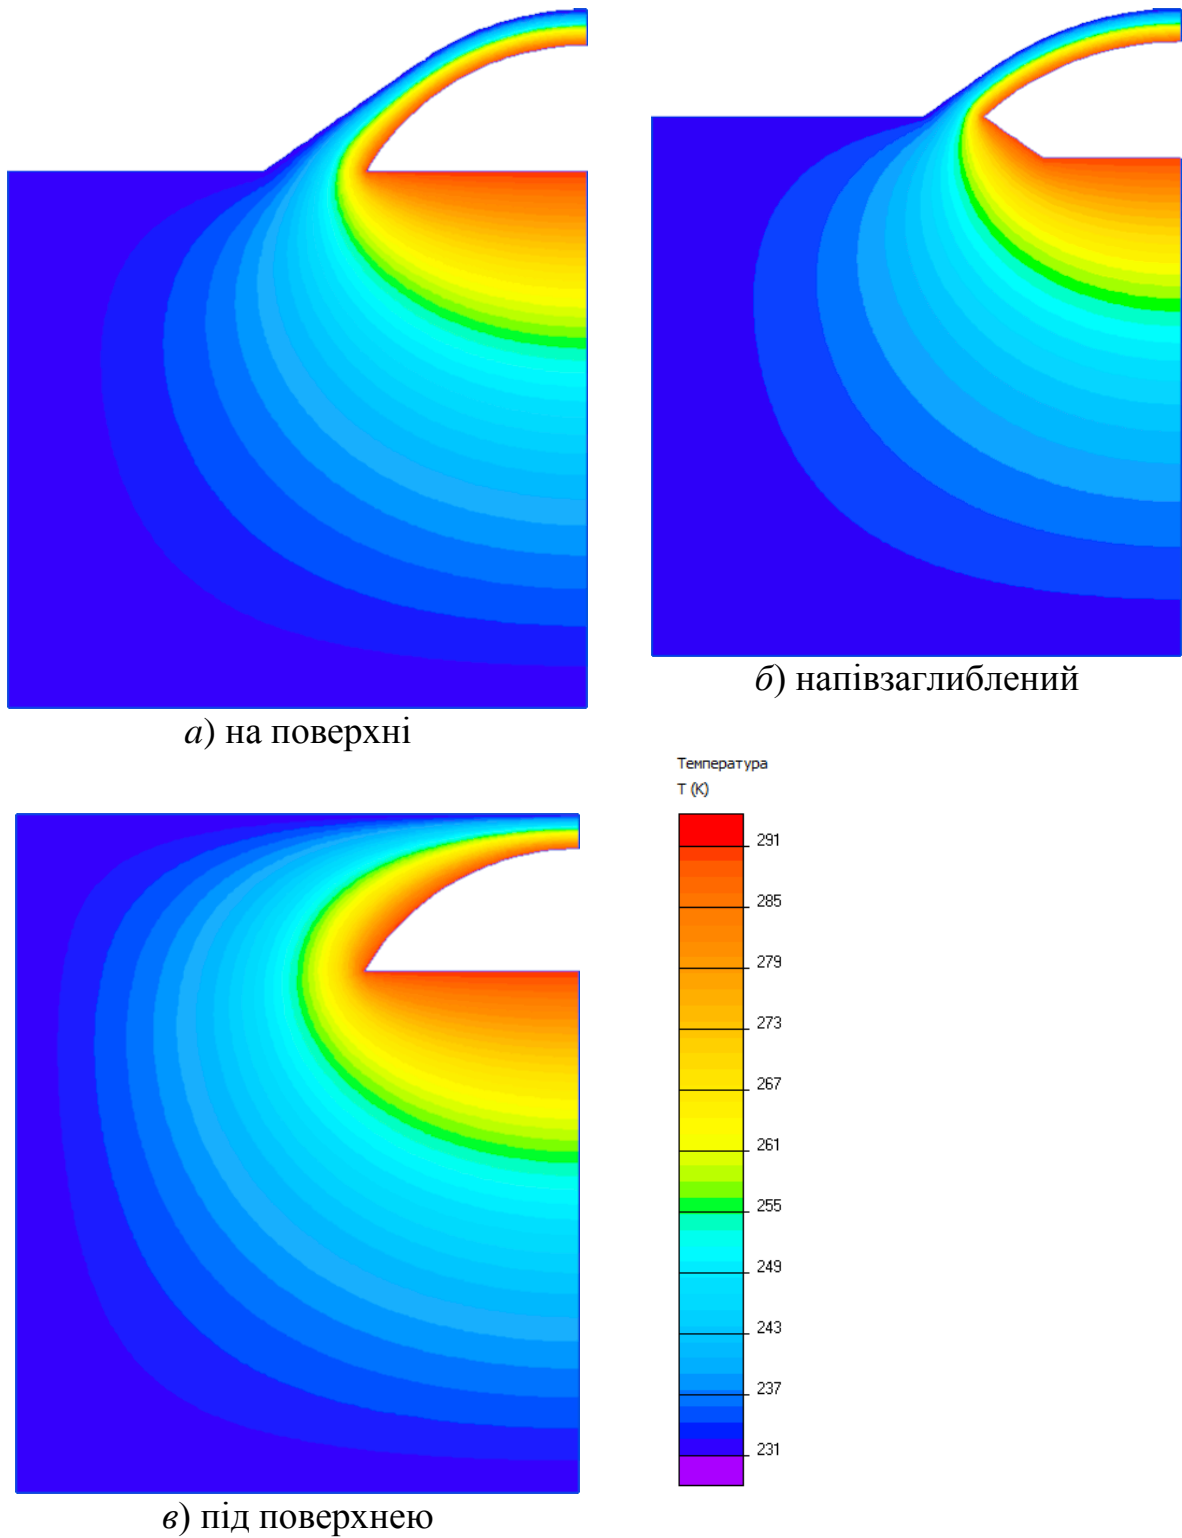 а) на поверхні
б) напівзаглиблений
Температура
T (K)
291
285
279
273
267
261
255
249
243
237
231
в) під поверхнею